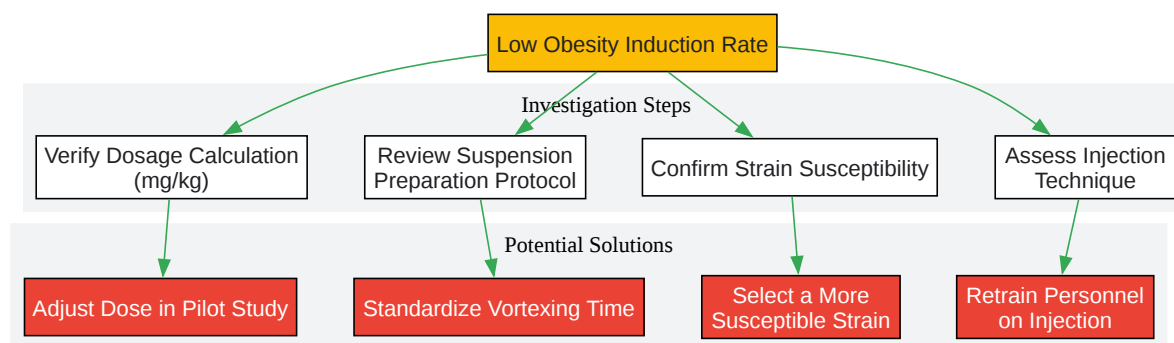 Low Obesity Induction Rate
Investigation Steps
Verify Dosage Calculation
(mg/kg)
Review Suspension
Preparation Protocol
Confirm Strain Susceptibility
Assess Injection
Technique
Potential Solutions
Adjust Dose in Pilot Study
Standardize Vortexing Time
Select a More
Susceptible Strain
Retrain Personnel
on Injection